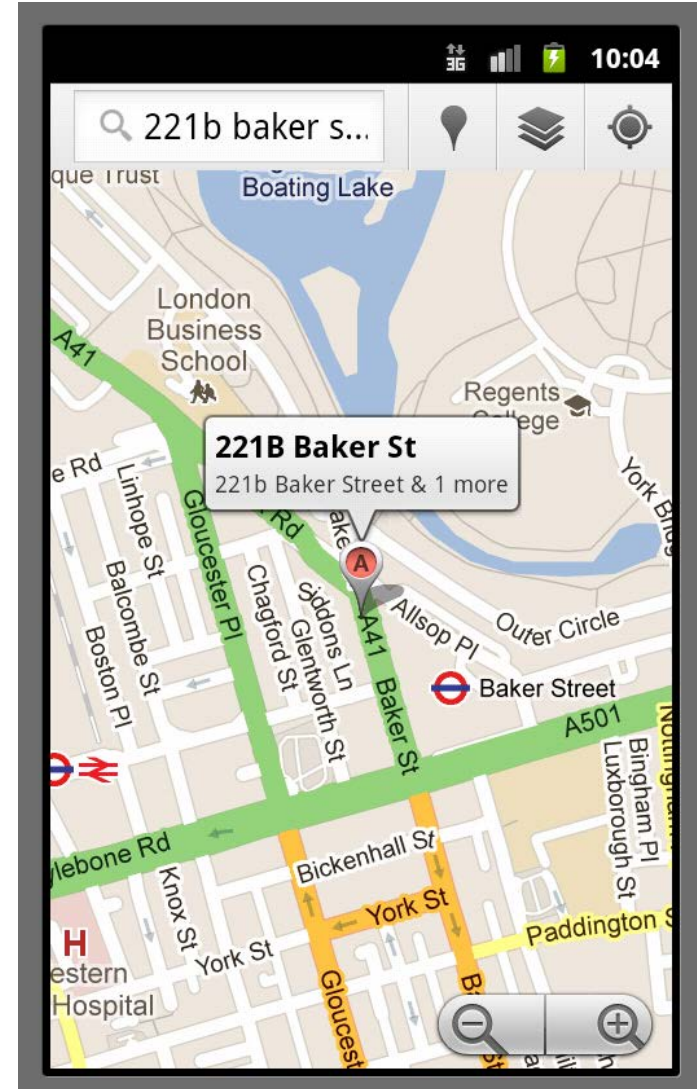 3G
10:04
221b baker s...
que Trust
Boating Lake
London
Business
School
A41
Regents
ege
221B Baker St
221b Baker Street & 1 more
e Rd
Linhope St
Gloucester Pl
Rd
ake
York
A
Balcombe St
Boston Pl
Chagford St
Siddons Ln
Glentworth St
A41
Baker St
Allsop Pl
Outer Circle
Baker Street
A501
Bingham Pl
Luxborough St
ylebone Rd
Knox St
Bickenhall St
York St
York St
Paddington
H
estern
Hospital
Gloucest
Ba
St